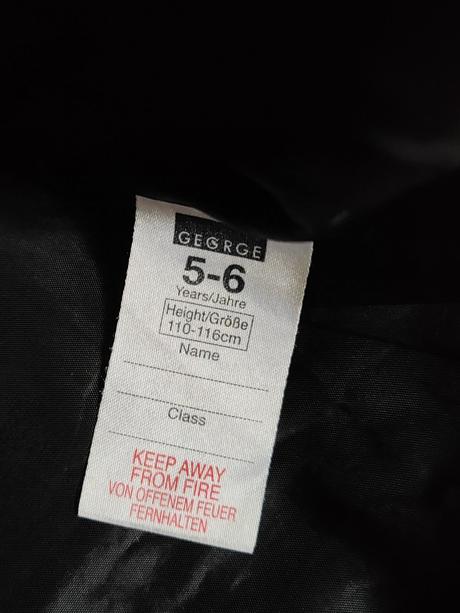 GEORGE
5-6
Years/Jahre
Height/Größe
110-116cm
Name
Class
KEEP AWAY
FROM FIRE
VON OFFENEM FEUER
FERNHALTEN